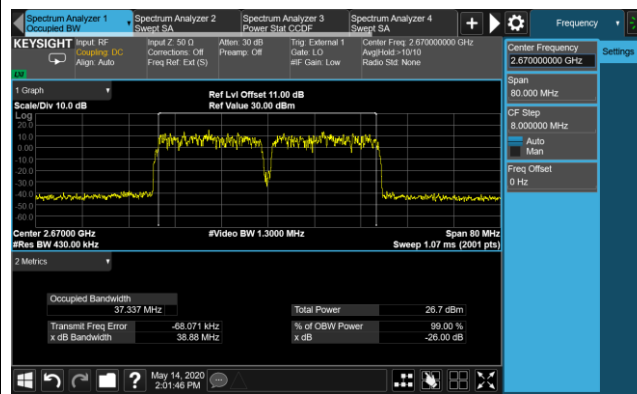 Spectrum Analyzer 1
Occupied BW
Spectrum Analyzer 2
Swept SA
Spectrum Analyzer 3
Power Stat CCDF
Spectrum Analyzer 4
Swept SA
Frequency
KEYSIGHT
Input: RF
Coupling: DC
Align: Auto
Input Z: 50 Ω
Corrections: Off
Freq Ref: Ext (S)
Atten: 30 dB
Preamp: Off
Trig: External 1
Gate: LO
#IF Gain: Low
Center Freq: 2.670000000 GHz
Avg|Hold:>10/10
Radio Std: None
Center Frequency
2.670000000 GHz
Settings
Span
80.000 MHz
CF Step
8.000000 MHz
Auto
Man
Freq Offset
0 Hz
1 Graph
Scale/Div 10.0 dB
Ref Lvl Offset 11.00 dB
Ref Value 30.00 dBm
Log
20.0
10.0
0.00
-10.0
-20.0
-30.0
-40.0
-50.0
-60.0
Center 2.67000 GHz
#Res BW 430.00 kHz
#Video BW 1.3000 MHz
Span 80 MHz
Sweep 1.07 ms (2001 pts)
2 Metrics
Occupied Bandwidth
37.337 MHz
Total Power 26.7 dBm
Transmit Freq Error -68.071 kHz
% of OBW Power 99.00 %
x dB Bandwidth 38.88 MHz
x dB -26.00 dB
May 14, 2020
2:01:46 PM